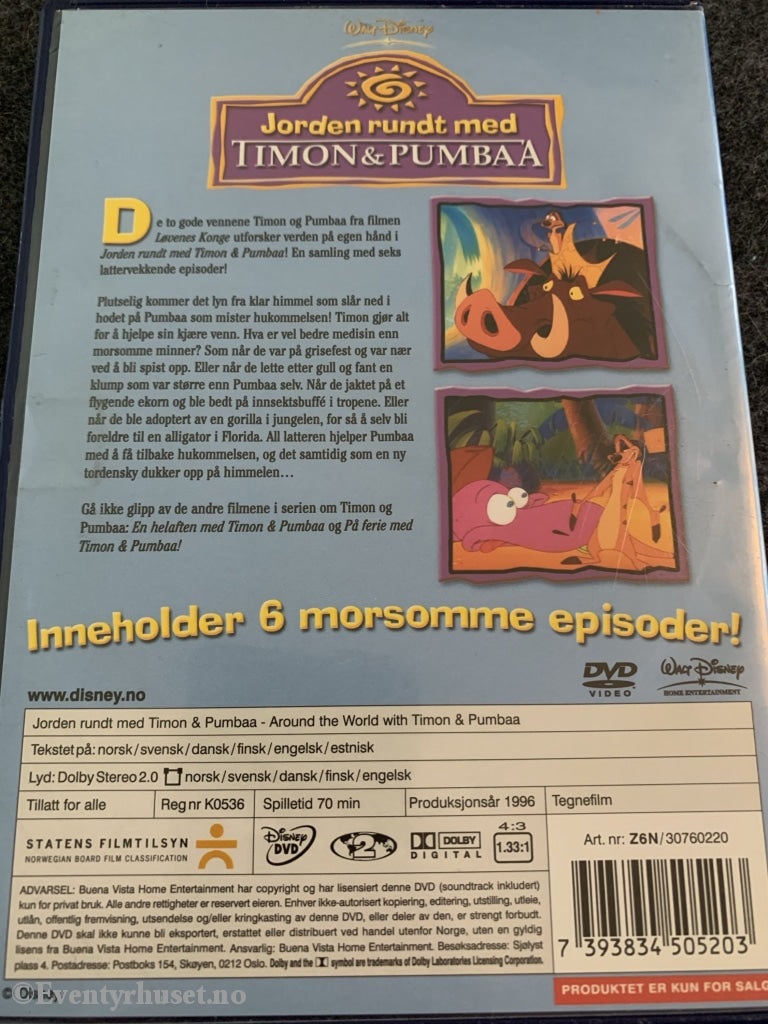 Walt Disney
Jorden rundt med
TIMON & PUMBAA
De to gode vennene Timon og Pumbaa fra filmen
Løvenes Konge utforsker verden på egen hånd i
Jorden rundt med Timon & Pumbaa! En samling med seks
lattervekkende episoder!
Plutselig kommer det lyn fra klar himmel som slår ned i
hodet på Pumbaa som mister hukommelsen! Timon gjør alt
for å hjelpe sin kjære venn. Hva er vel bedre medisin enn
morsomme minner? Som når de var på grisefest og var nær
ved å bli spist opp. Eller når de lette etter gull og fant en
klump som var større enn Pumbaa selv. Når de jaktet på et
flygende ekorn og ble bedt på innsektsbuffé i tropene. Eller
når de ble adoptert av en gorilla i jungelen, for så å selv bli
foreldre til en alligator i Florida. All latteren hjelper Pumbaa
med å få tilbake hukommelsen, og det samtidig som en ny
tordensky dukker opp på himmelen...
Gå ikke glipp av de andre filmene i serien om Timon og
Pumbaa: En helaften med Timon & Pumbaa og På ferie med
Timon & Pumbaa!
Inneholder 6 morsomme episoder!
www.disney.no
DVD VIDEO
Walt Disney HOME ENTERTAINMENT
Jorden rundt med Timon & Pumbaa - Around the World with Timon & Pumbaa
Tekstet på: norsk/svensk/dansk/finsk/engelsk/estnisk
Lyd: Dolby Stereo 2.0 norsk/svensk/dansk/finsk/engelsk
Tillatt for alle Reg nr K0536 Spilletid 70 min Produksjonsår 1996 Tegnefilm
STATENS FILMTILSYN
NORWEGIAN BOARD FILM CLASSIFICATION
Disney DVD
2
DOLBY DIGITAL
4:3
1.33:1
Art. nr: Z6N/30760220
ADVARSEL: Buena Vista Home Entertainment har copyright og har lisensiert denne DVD (soundtrack inkludert)
kun for privat bruk. Alle andre rettigheter er reservert eieren. Enhver ikke-autorisert kopiering, editering, utstilling, utleie,
utlån, offentlig fremvisning, utsendelse og/eller kringkasting av denne DVD, eller deler av den, er strengt forbudt.
Denne DVD skal ikke kunne bli eksportert, erstattet eller distribuert ved handel utenfor Norge, uten en gyldig
lisens fra Buena Vista Home Entertainment. Ansvarlig: Buena Vista Home Entertainment. Besøksadresse: Sjølyst
plass 4. Postadresse: Postboks 154, Skøyen, 0212 Oslo. Dolby and the symbol are trademarks of Dolby Laboratories Licensing Corporation.
7 393834 505203
© Disney
©Eventyrhuset.no
PRODUKTET ER KUN FOR SALG